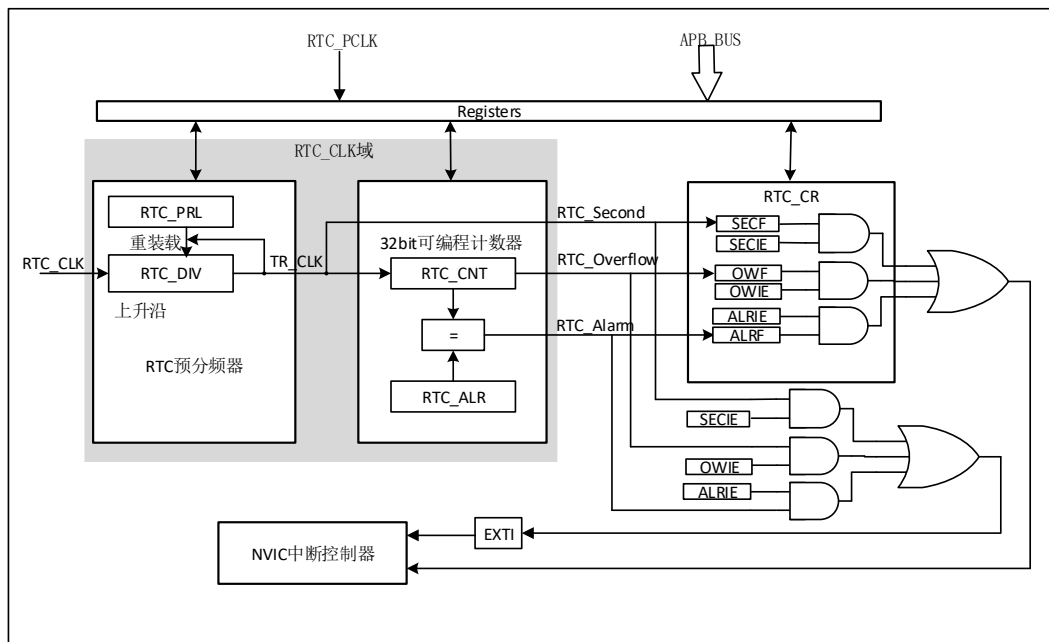 RTC_PCLK
APB_BUS
Registers
RTC_CLK域
RTC_PRL
重装载
RTC_CLK
RTC_DIV
TR_CLK
上升沿
RTC预分频器
32bit可编程计数器
RTC_CNT
=
RTC_ALR
RTC_Second
RTC_Overflow
RTC_Alarm
RTC_CR
SECF
SECIE
OWF
OWIE
ALRIE
ALRF
SECIE
OWIE
ALRIE
EXTI
NVIC中断控制器